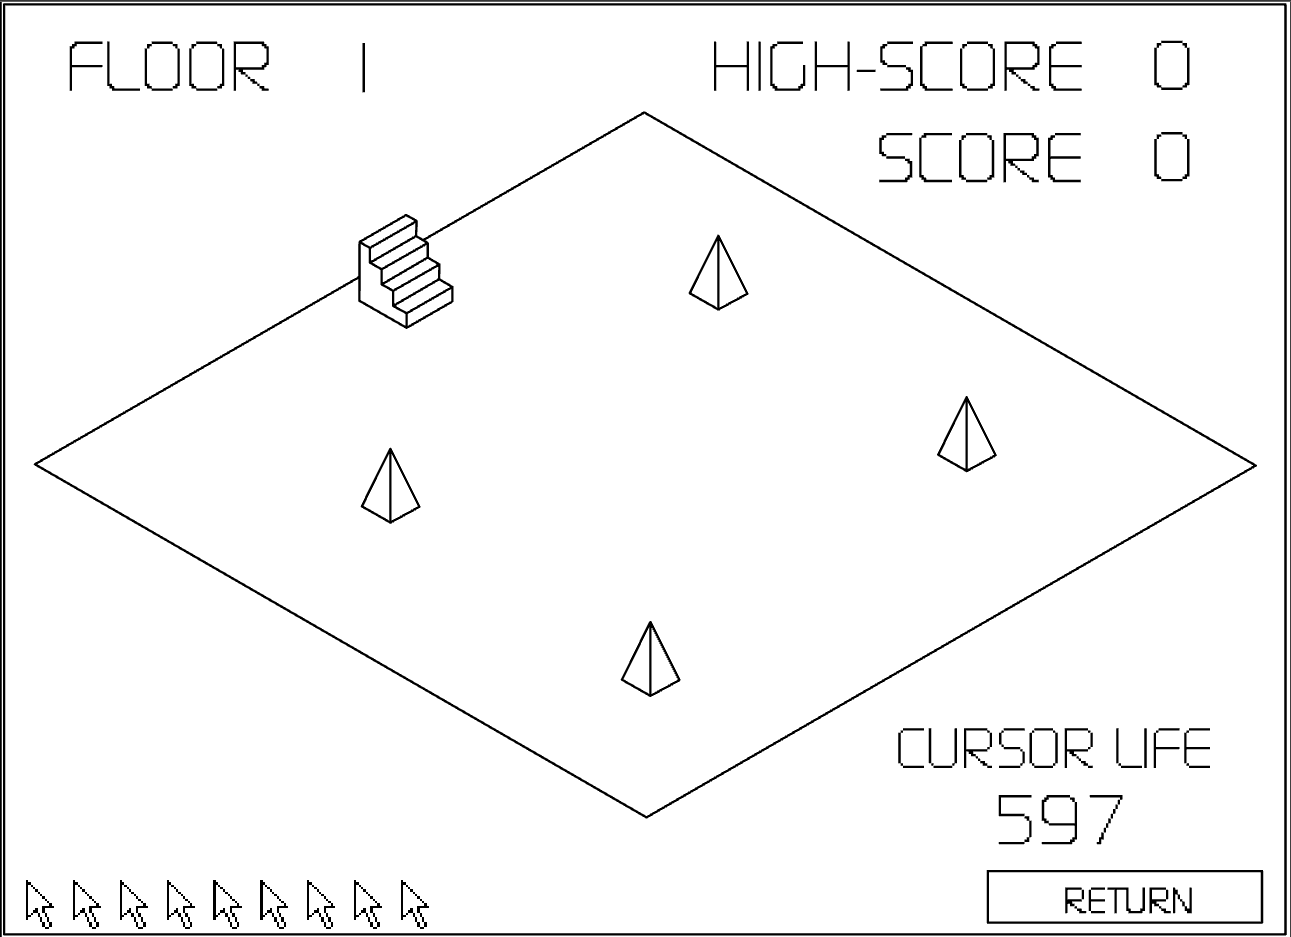 FLOOR 1
HIGH-SCORE 0
SCORE 0
CURSOR LIFE
597
RETURN